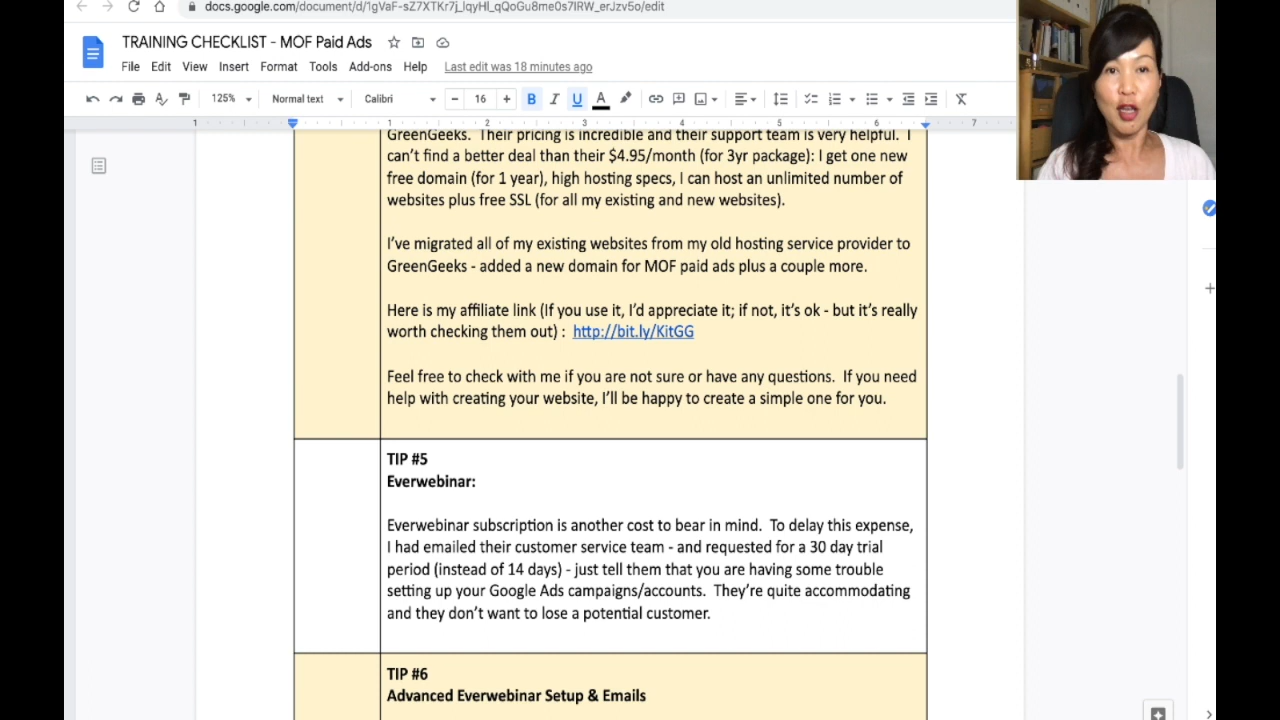 docs.google.com/document/d/1gVaF-sZ7XTKr7j_lqyHl_qQoGu8me0s7IRW_erJzv5o/edit
TRAINING CHECKLIST - MOF Paid Ads
File Edit View Insert Format Tools Add-ons Help Last edit was 18 minutes ago
125% Normal text Calibri 16 B I U A
1 1 2 3 4 5 6 7
GreenGeeks. Their pricing is incredible and their support team is very helpful. I
can't find a better deal than their $4.95/month (for 3yr package): I get one new
free domain (for 1 year), high hosting specs, I can host an unlimited number of
websites plus free SSL (for all my existing and new websites).
I've migrated all of my existing websites from my old hosting service provider to
GreenGeeks - added a new domain for MOF paid ads plus a couple more.
Here is my affiliate link (If you use it, I'd appreciate it; if not, it's ok - but it's really
worth checking them out) : http://bit.ly/KitGG
Feel free to check with me if you are not sure or have any questions. If you need
help with creating your website, I'll be happy to create a simple one for you.
TIP #5
Everwebinar:
Everwebinar subscription is another cost to bear in mind. To delay this expense,
I had emailed their customer service team - and requested for a 30 day trial
period (instead of 14 days) - just tell them that you are having some trouble
setting up your Google Ads campaigns/accounts. They're quite accommodating
and they don't want to lose a potential customer.
TIP #6
Advanced Everwebinar Setup & Emails